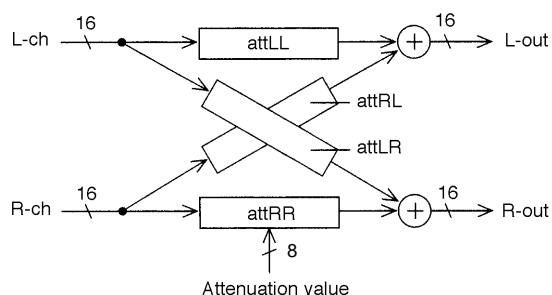 L-ch 16 attLL + 16 L-out
attRL
attLR
R-ch 16 attRR + 16 R-out
8
Attenuation value